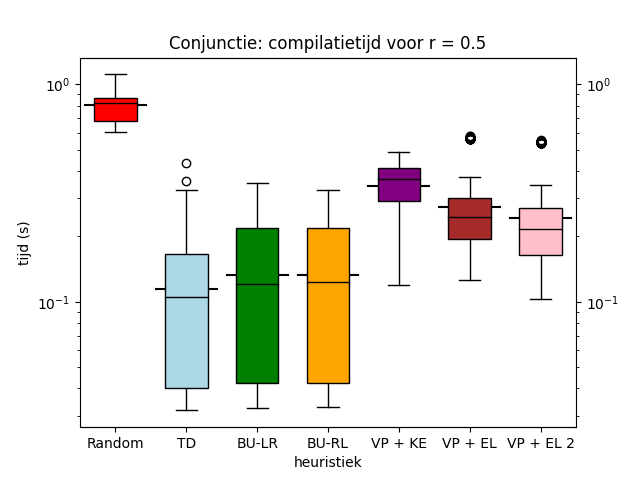 Conjunctie: compilatietijd voor r = 0.5
10⁰
10⁰
tijd (s)
10⁻¹
10⁻¹
Random TD BU-LR BU-RL VP + KE VP + EL VP + EL 2
heuristiek